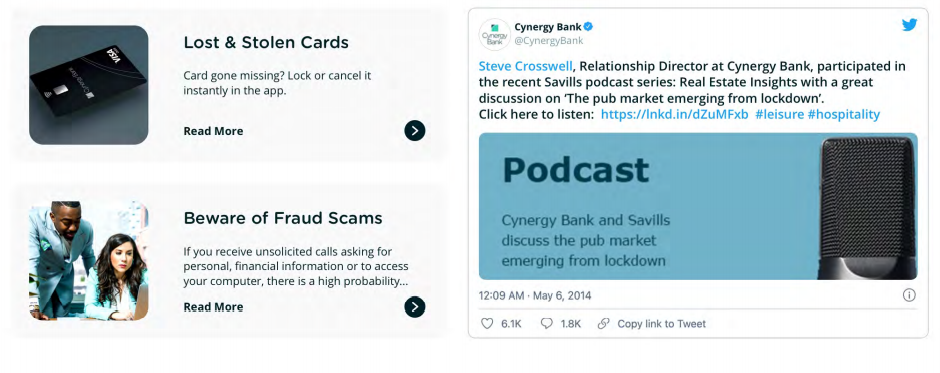 Lost & Stolen Cards
Card gone missing? Lock or cancel it
instantly in the app.
Read More
VISA
Cynergy Bank
Beware of Fraud Scams
If you receive unsolicited calls asking for
personal, financial information or to access
your computer, there is a high probability...
Read More
Cynergy
Bank
Cynergy Bank
@CynergyBank
Steve Crosswell, Relationship Director at Cynergy Bank, participated in
the recent Savills podcast series: Real Estate Insights with a great
discussion on ‘The pub market emerging from lockdown’.
Click here to listen: https://lnkd.in/dZuMFxb #leisure #hospitality
Podcast
Cynergy Bank and Savills
discuss the pub market
emerging from lockdown
12:09 AM · May 6, 2014
6.1K 1.8K Copy link to Tweet